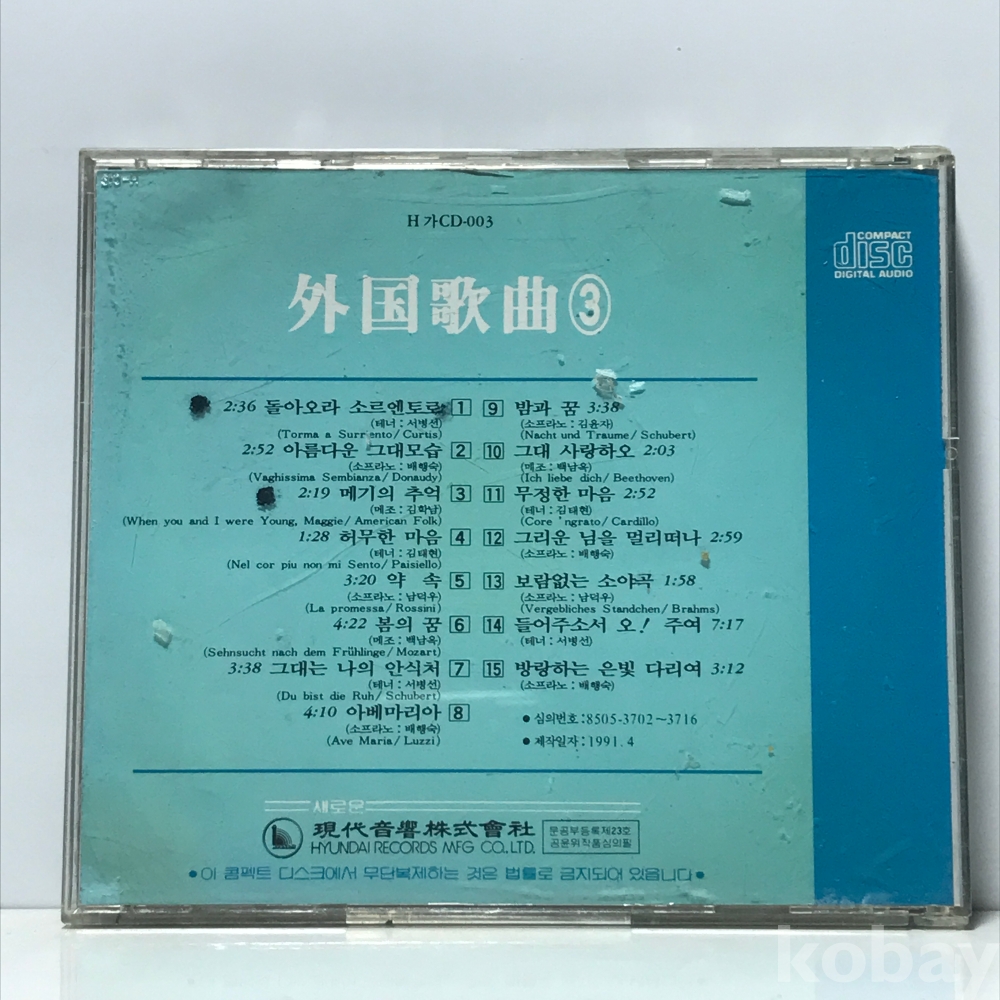 H 가CD-003
COMPACT
disc
DIGITAL AUDIO
外国歌曲③
2:36 돌아오라 소르엔토로 1
(테너 : 서병선)
(Torma a Surriento/Curtis)
2:52 아름다운 그대모습 2
(소프라노 : 배행숙)
(Vaghissima Sembianza/Donaudy)
2:19 메기의 추억 3
(메조 : 김학남)
(When you and I were Young, Maggie/American Folk)
1:28 허무한 마음 4
(테너 : 김태현)
(Nel cor piu non mi Sento/Paisiello)
3:20 약 속 5
(소프라노 : 남덕우)
(La promessa/Rossini)
4:22 봄의 꿈 6
(메조 : 백남옥)
(Sehnsucht nach dem Frühlinge/Mozart)
3:38 그대는 나의 안식처 7
(테너 : 서병선)
(Du bist die Ruh/Schubert)
4:10 아베마리아 8
(소프라노 : 배행숙)
(Ave Maria/Luzzi)
9 밤과 꿈 3:38
(소프라노 : 김윤자)
(Nacht und Traume/Schubert)
10 그대 사랑하오 2:03
(메조 : 백남옥)
(Ich liebe dich/Beethoven)
11 무정한 마음 2:52
(테너 : 김태현)
(Core 'ngrato/Cardillo)
12 그리운 님을 멀리떠나 2:59
(소프라노 : 배행숙)
13 보람없는 소야곡 1:58
(소프라노 : 남덕우)
(Vergebliches Standchen/Brahms)
14 들어주소서 오! 주여 7:17
(테너 : 서병선)
15 방랑하는 은빛 다리여 3:12
(소프라노 : 배행숙)
● 심의번호:8505-3702~3716
● 제작일자:1991.4
새로운
現代音響株式會社
HYUNDAI RECORDS MFG CO.,LTD.
문공부등록제23호
공윤위작품심의필
•이 콤팩트 디스크에서 무단복제하는 것은 법률로 금지되어 있읍니다•
kobay